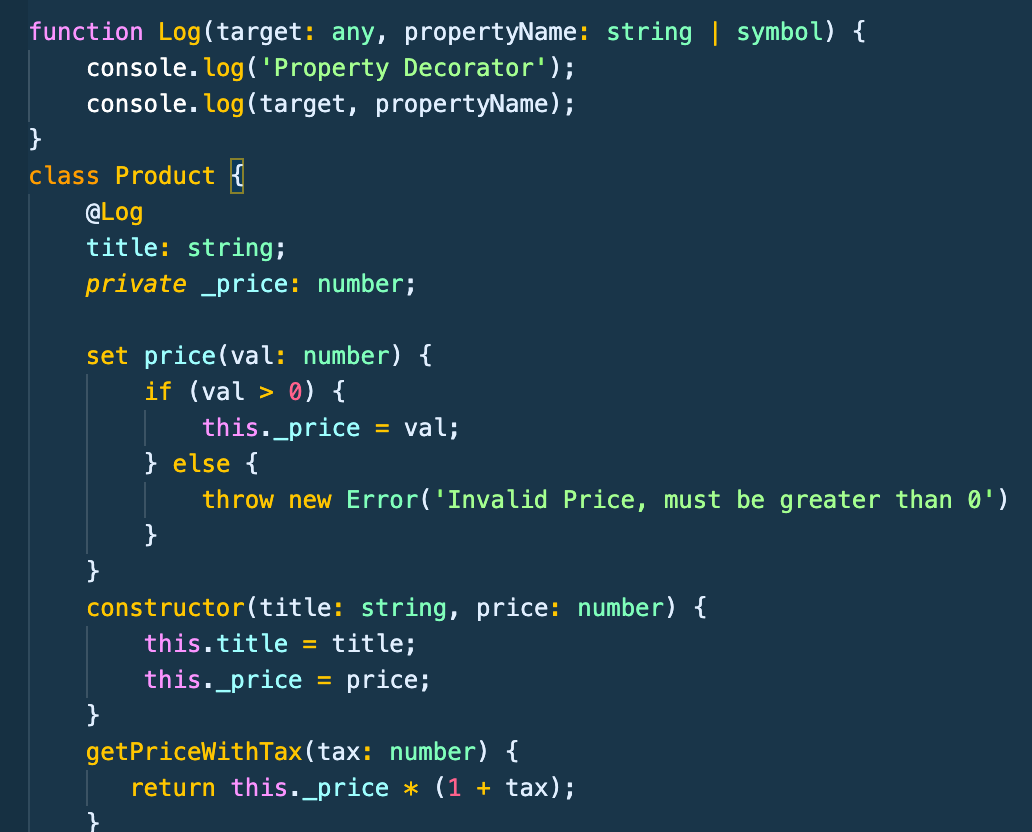 function Log(target: any, propertyName: string | symbol) {
    console.log('Property Decorator');
    console.log(target, propertyName);
}
class Product {
    @Log
    title: string;
    private _price: number;

    set price(val: number) {
        if (val > 0) {
            this._price = val;
        } else {
            throw new Error('Invalid Price, must be greater than 0')
        }
    }
    constructor(title: string, price: number) {
        this.title = title;
        this._price = price;
    }
    getPriceWithTax(tax: number) {
       return this._price * (1 + tax);
    }